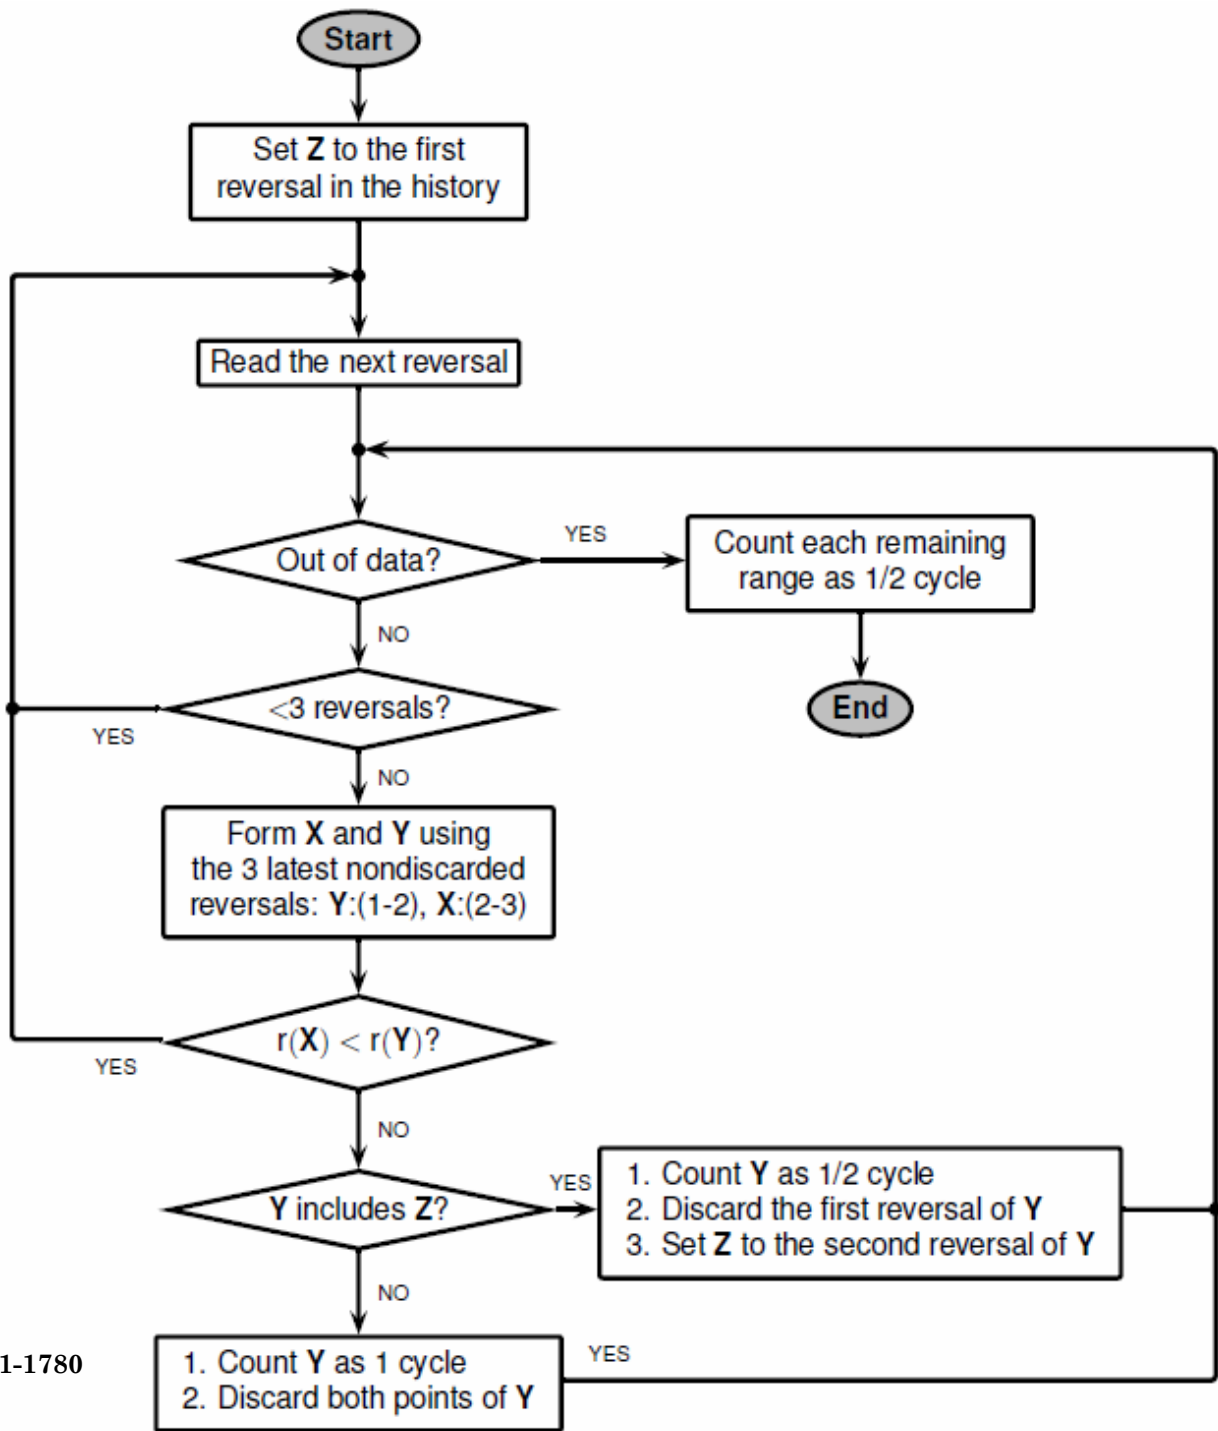 Start
Set Z to the first
reversal in the history
Read the next reversal
Out of data?
YES
Count each remaining
range as 1/2 cycle
NO
<3 reversals?
End
YES
NO
Form X and Y using
the 3 latest nondiscarded
reversals: Y:(1-2), X:(2-3)
r(X) < r(Y)?
YES
NO
Y includes Z?
YES
1. Count Y as 1/2 cycle
2. Discard the first reversal of Y
3. Set Z to the second reversal of Y
NO
1-1780
1. Count Y as 1 cycle
2. Discard both points of Y
YES